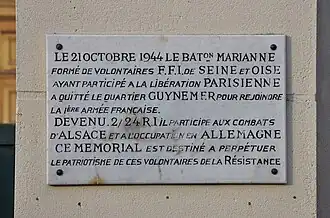 LE 21 OCTOBRE 1944 LE BATON MARIANNE
FORMÉ DE VOLONTAIRES F.F.I. DE SEINE ET OISE
AYANT PARTICIPÉ A LA LIBÉRATION PARISIENNE
A QUITTÉ LE QUARTIER GUYNEMER POUR REJOINDRE
LA 1ÈRE ARMÉE FRANÇAISE.
DEVENU 2/24 R.I IL PARTICIPE AUX COMBATS
D'ALSACE ET A L'OCCUPATION EN ALLEMAGNE
CE MEMORIAL EST DESTINÉ A PERPÉTUER
LE PATRIOTISME DE CES VOLONTAIRES DE LA RÉSISTANCE